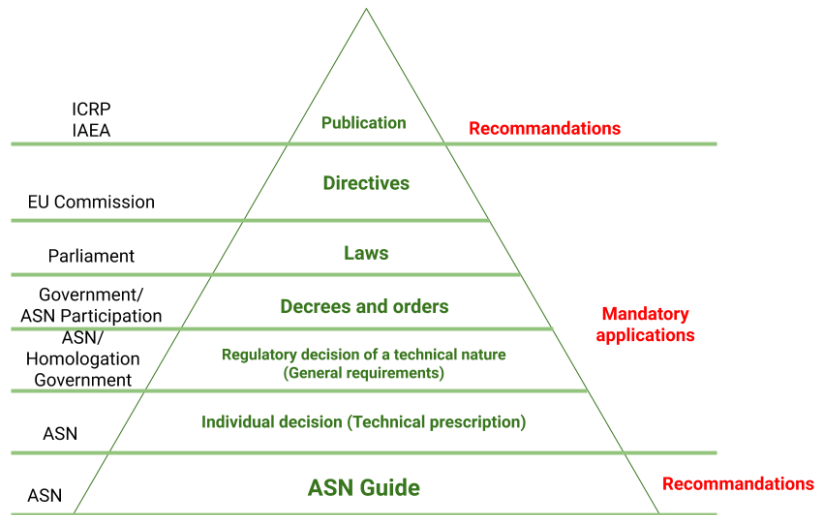 ICRP
IAEA
Publication
Recommandations
Directives
EU Commission
Parliament
Laws
Government/
ASN Participation
Decrees and orders
Mandatory
applications
ASN/
Homologation
Government
Regulatory decision of a technical nature
(General requirements)
Individual decision (Technical prescription)
ASN
ASN
ASN Guide
Recommandations